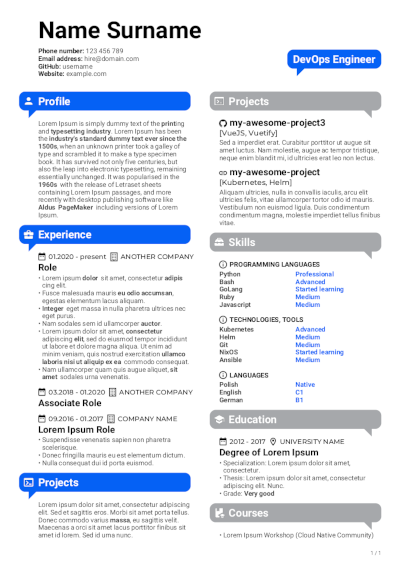 Name Surname
Phone number: 123 456 789
Email address: hire@domain.com
GitHub: username
Website: example.com
DevOps Engineer
Profile
Lorem Ipsum is simply dummy text of the printing
and typesetting industry. Lorem Ipsum has been
the industry's standard dummy text ever since the
1500s, when an unknown printer took a galley of
type and scrambled it to make a type specimen
book. It has survived not only five centuries, but
also the leap into electronic typesetting, remaining
essentially unchanged. It was popularised in the
1960s with the release of Letraset sheets
containing Lorem Ipsum passages, and more
recently with desktop publishing software like
Aldus PageMaker including versions of Lorem
Ipsum.
Experience
01.2020 - present ANOTHER COMPANY
Role
• Lorem ipsum dolor sit amet, consectetur adipis
cing elit.
• Fusce malesuada mauris eu odio accumsan,
egestas elementum lacus aliquam.
• Integer eget massa in nulla pharetra ultrices nec
eget purus.
• Nam sodales sem id ullamcorper auctor.
• Lorem ipsum dolor sit amet, consectetur
adipiscing elit, sed do eiusmod tempor incididunt
ut labore et dolore magna aliqua. Ut enim ad
minim veniam, quis nostrud exercitation ullamco
laboris nisi ut aliquip ex ea commodo consequat.
• Nam ullamcorper quam quis augue aliquet, sit
amet sodales urna venenatis.
03.2018 - 01.2020 ANOTHER COMPANY
Associate Role
09.2016 - 01.2017 COMPANY NAME
Lorem Ipsum Role
• Suspendisse venenatis sapien non pharetra
scelerisque.
• Donec fringilla mauris eu est elementum dictum.
• Nulla consequat dui id porta euismod.
Projects
Lorem ipsum dolor sit amet, consectetur adipiscing
elit. Sed et sagittis eros. Morbi sit amet porta tellus.
Donec commodo varius massa, eu sagittis velit.
Maecenas a orci sit amet lectus pharetra sit amet
id lorem. Sed id urna nunc.
Projects
my-awesome-project3
[VueJS, Vuetify]
Sed a imperdiet erat. Curabitur porttitor ut augue sit
amet luctus. Nam molestie, augue ac tempor tristique,
neque enim blandit mi, id ultricies erat leo non lectus.
my-awesome-project
[Kubernetes, Helm]
Aliquam ultricies, nulla in convallis iaculis, arcu elit
ultricies felis, vitae ullamcorper tortor odio id mauris.
Vestibulum non euismod ligula. Duis condimentum
condimentum magna, molestie imperdiet tellus finibus
vitae.
Skills
PROGRAMMING LANGUAGES
Python Professional
Bash Advanced
GoLang Started learning
Ruby Medium
Javascript Medium
TECHNOLOGIES, TOOLS
Kubernetes Advanced
Helm Medium
Git Medium
NixOS Started learning
Ansible Medium
LANGUAGES
Polish Native
English C1
German B1
Education
2012 - 2017 UNIVERSITY NAME
Degree of Lorem Ipsum
• Specialization: Lorem ipsum dolor sit amet,
consectetur.
• Thesis: Lorem ipsum dolor sit amet, consectetur
adipiscing elit. Nunc.
• Grade: Very good
Courses
• Lorem Ipsum Workshop (Cloud Native Community)
1 / 1